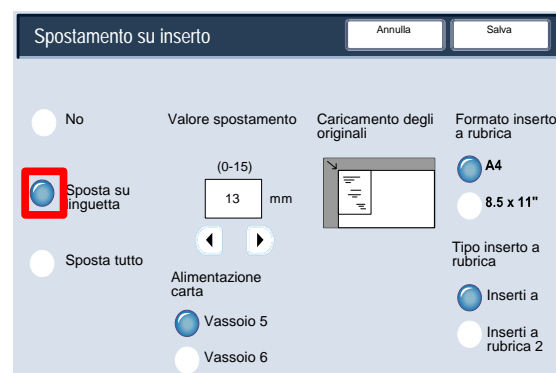 Spostamento su inserto
Annulla
Salva
No
Sposta su
linguetta
Sposta tutto
Valore spostamento
(0-15)
13 mm
Alimentazione
carta
Vassoio 5
Vassoio 6
Caricamento degli
originali
Formato inserto
a rubrica
A4
8.5 x 11"
Tipo inserto a
rubrica
Inserti a
Inserti a
rubrica 2